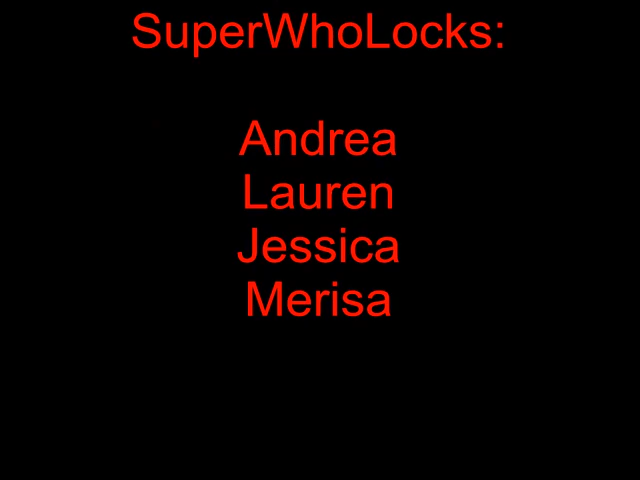 SuperWhoLocks:
Andrea
Lauren
Jessica
Merisa